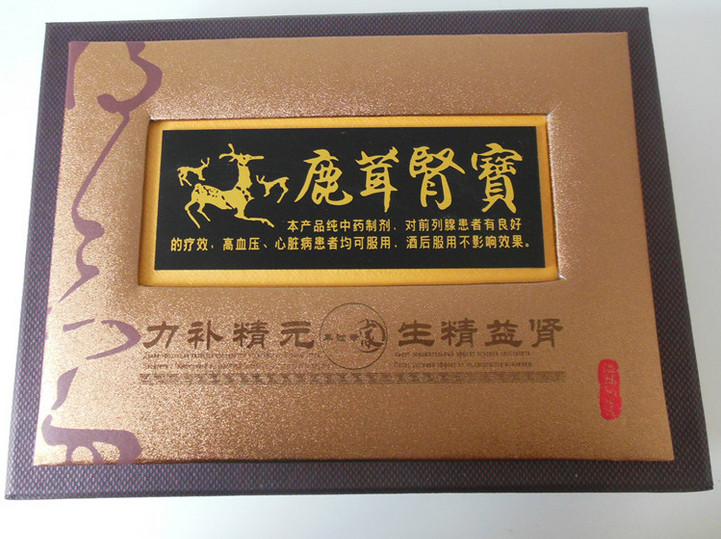 鹿茸腎寶
本产品纯中药制剂，对前列腺患者有良好
的疗效，高血压、心脏病患者均可服用，酒后服用不影响效果。
力补精元
生精益肾